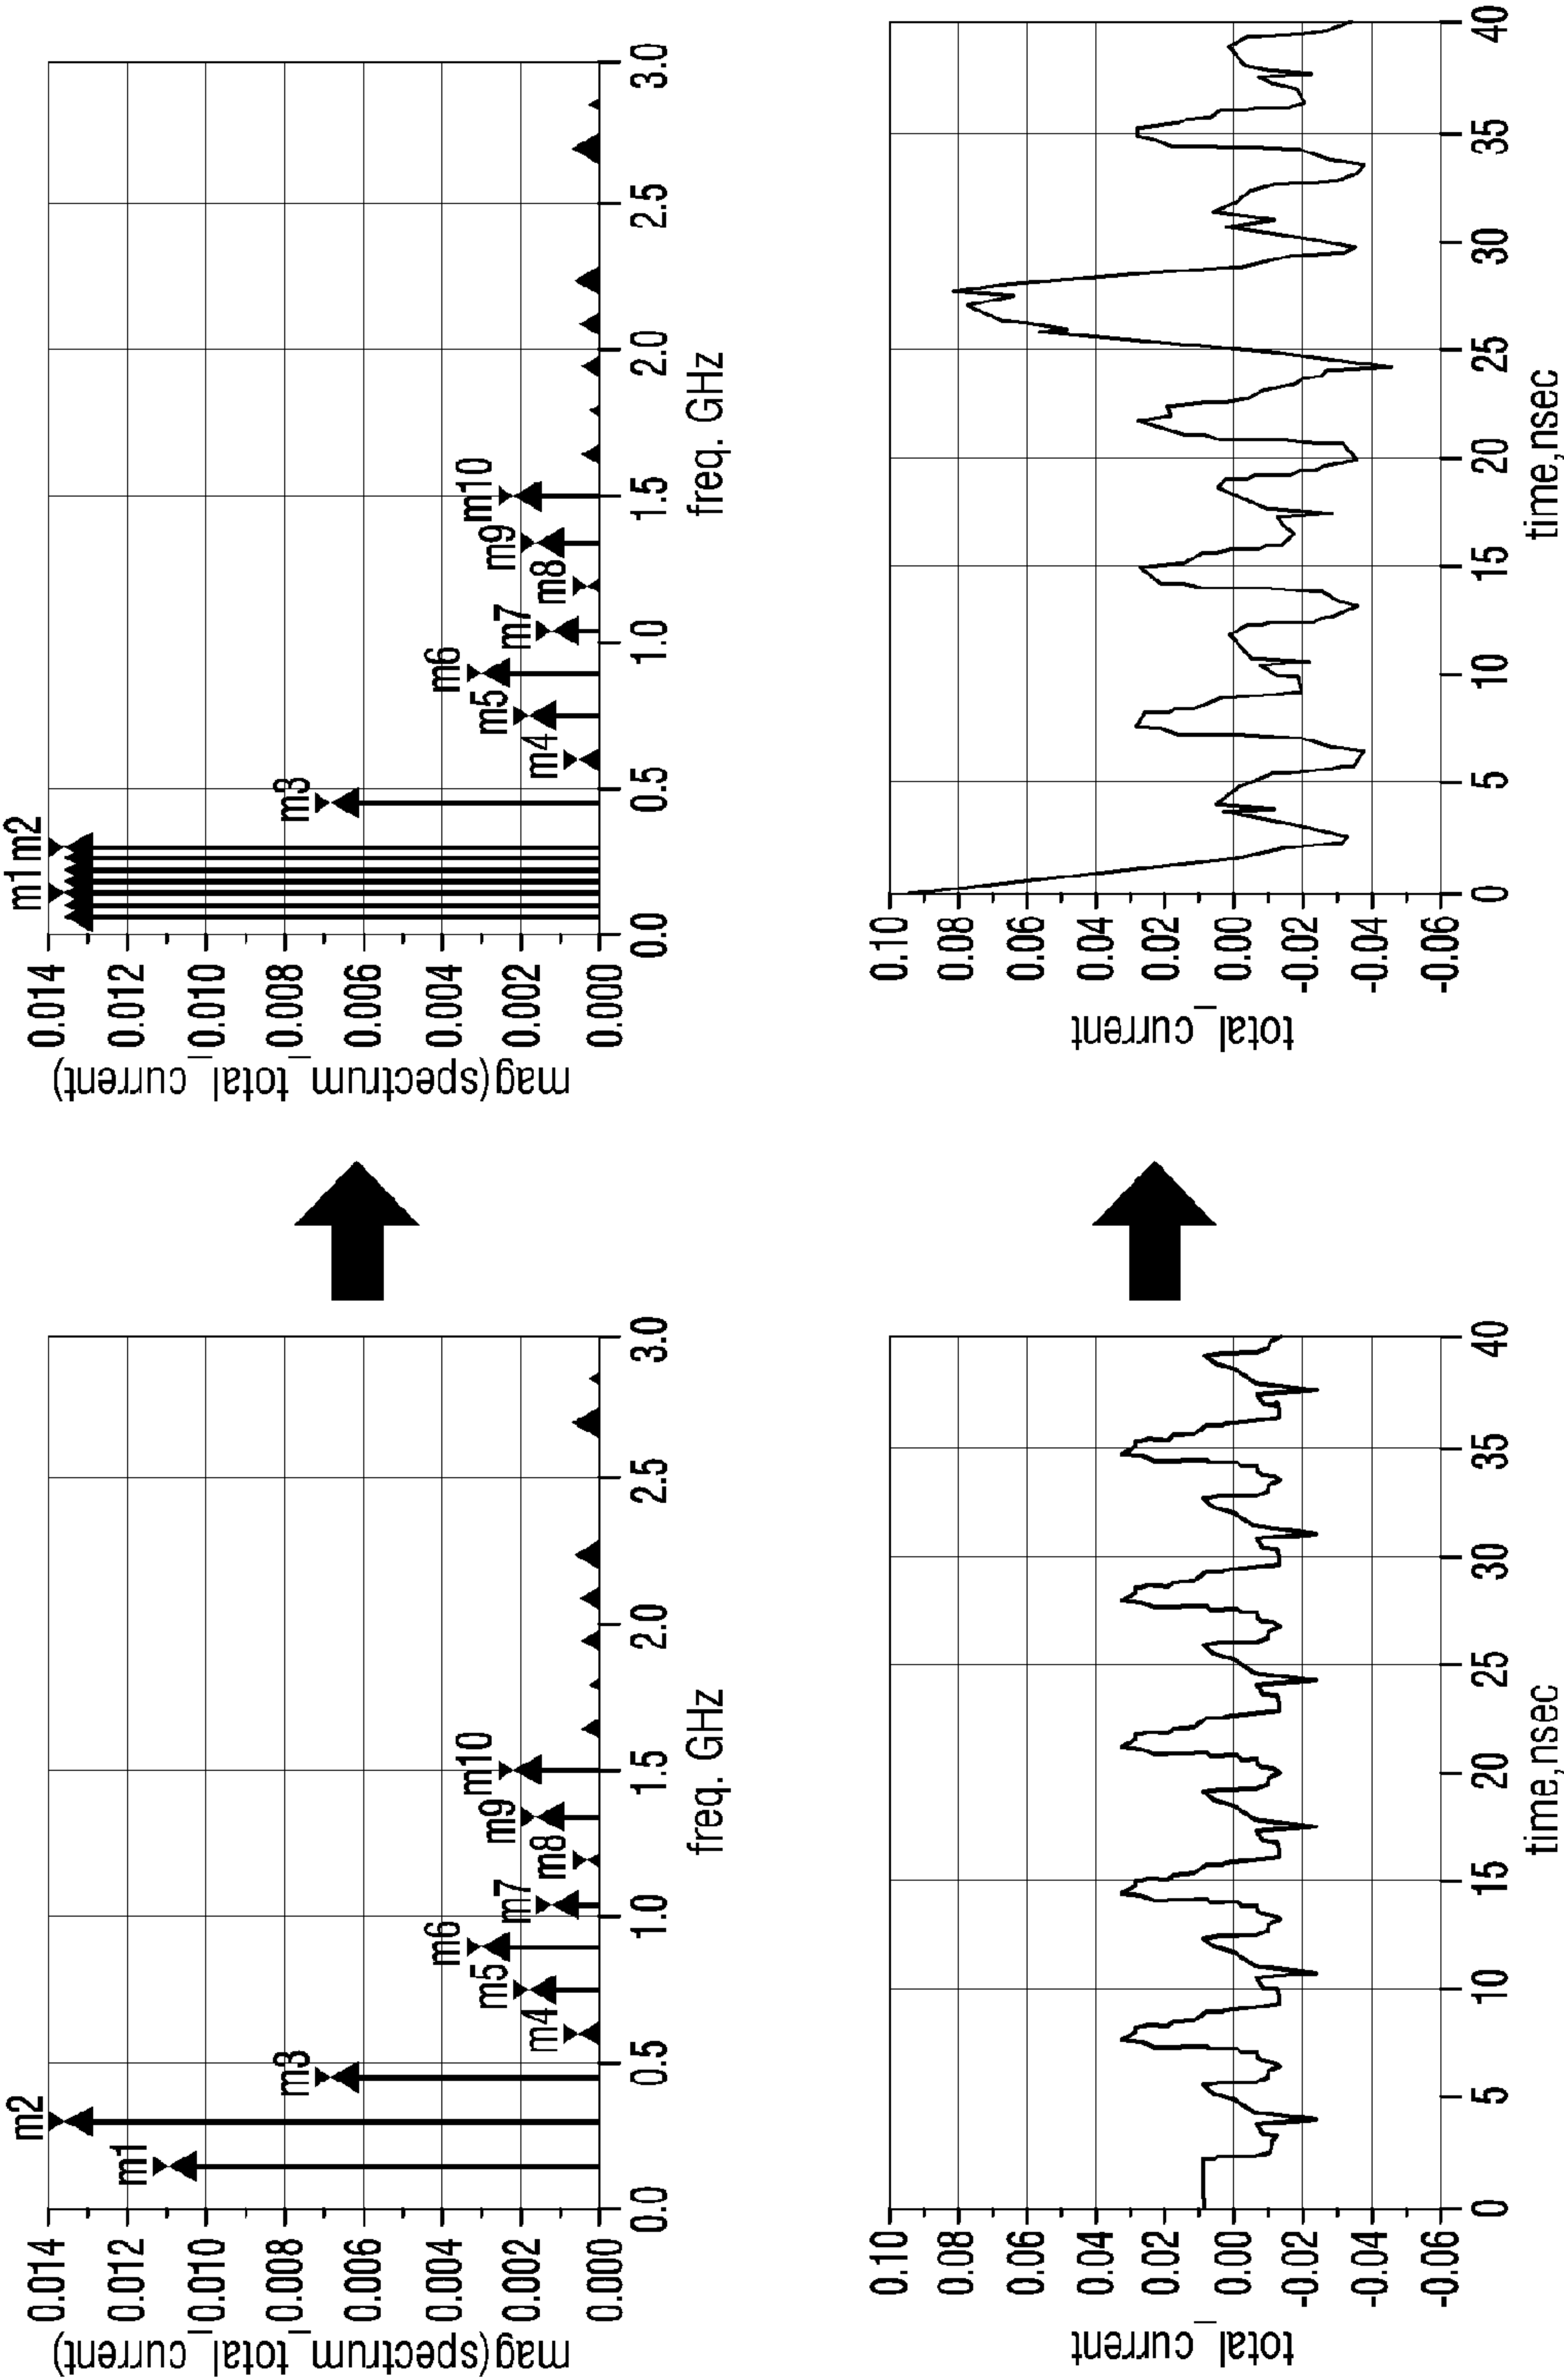 m2
m1
m3
m4
m5
m6
m7
m8
m9
m10
0.014
0.012
0.010
0.008
0.006
0.004
0.002
0.000
mag(spectrum_total_current)
0.0
0.5
1.0
1.5
2.0
2.5
3.0
freq. GHz
m1m2
m3
m4
m5
m6
m7
m8
m9
m10
0.014
0.012
0.010
0.008
0.006
0.004
0.002
0.000
mag(spectrum_total_current)
0.0
0.5
1.0
1.5
2.0
2.5
3.0
freq. GHz
0.10
0.08
0.06
0.04
0.02
0.00
-0.02
-0.04
-0.06
total_current
0
5
10
15
20
25
30
35
40
time,nsec
0.10
0.08
0.06
0.04
0.02
0.00
-0.02
-0.04
-0.06
total_current
0
5
10
15
20
25
30
35
40
time,nsec